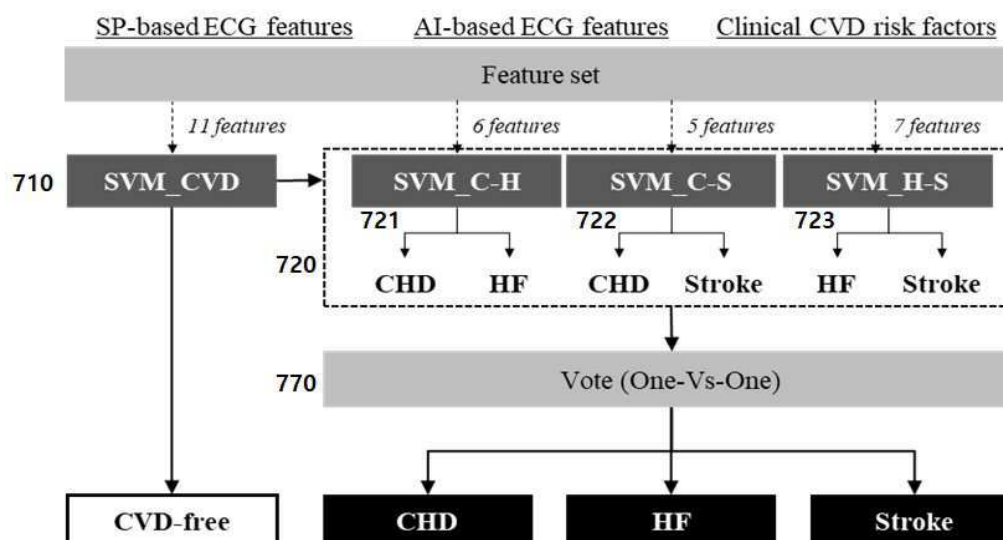 SP-based ECG features AI-based ECG features Clinical CVD risk factors
Feature set
11 features 6 features 5 features 7 features
710 SVM_CVD SVM_C-H SVM_C-S SVM_H-S
721 722 723
720
CHD HF CHD Stroke HF Stroke
770 Vote (One-Vs-One)
CVD-free CHD HF Stroke